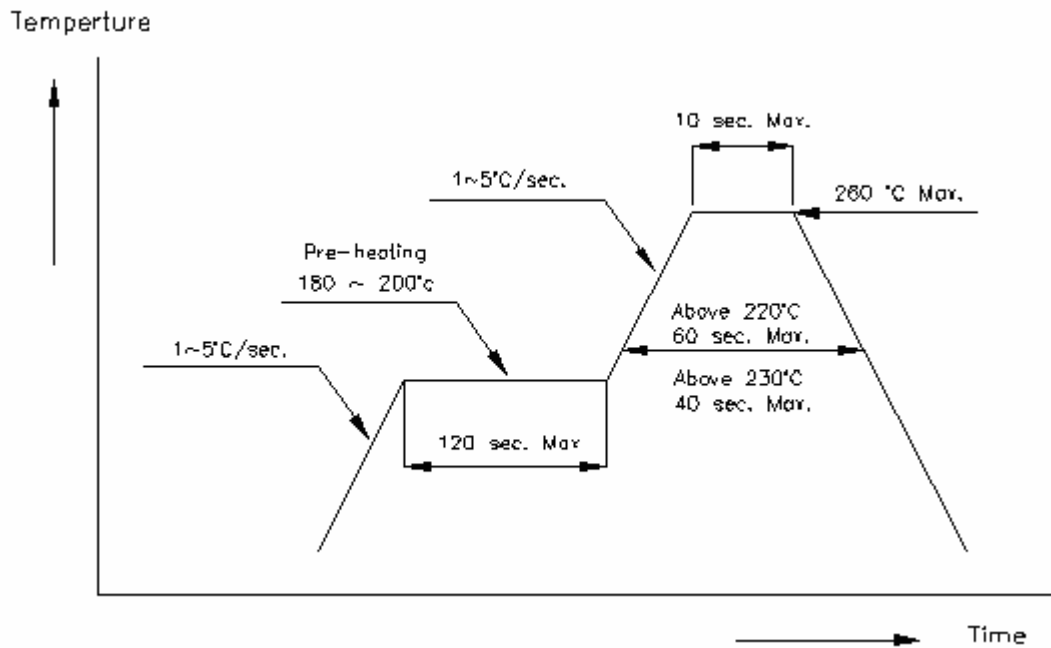 Temperture
10 sec. Max.
1~5°C/sec.
260 °C Max.
Pre-heating
180 ~ 200°c
Above 220°C
60 sec. Max.
1~5°C/sec.
Above 230°C
40 sec. Max.
120 sec. Max
Time